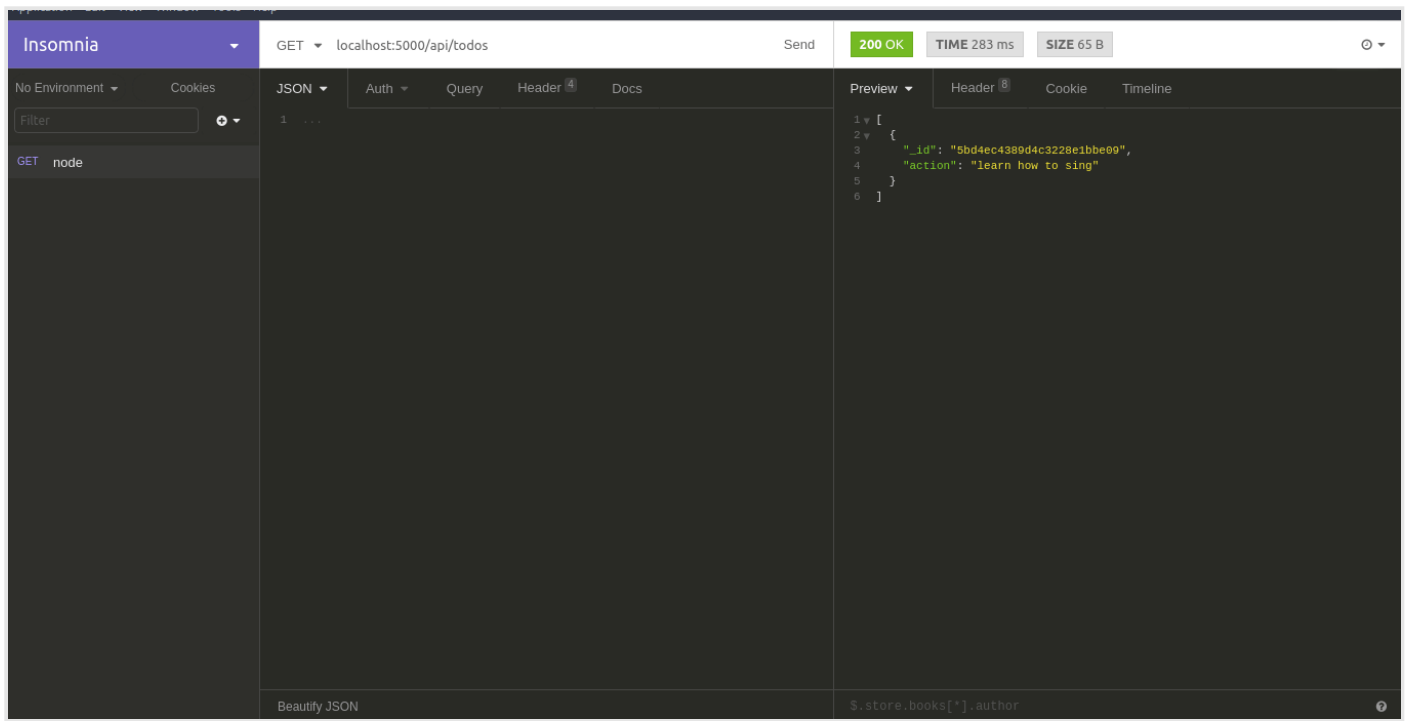 Insomnia
GET localhost:5000/api/todos Send
200 OK TIME 283 ms SIZE 65 B
No Environment Cookies
JSON Auth Query Header 4 Docs
Preview Header 8 Cookie Timeline
Filter
GET node
1 ...
1 [
2 {
3 "_id": "5bd4ec4389d4c3228e1bbe09",
4 "action": "learn how to sing"
5 }
6 ]
Beautify JSON
$.store.books[*].author